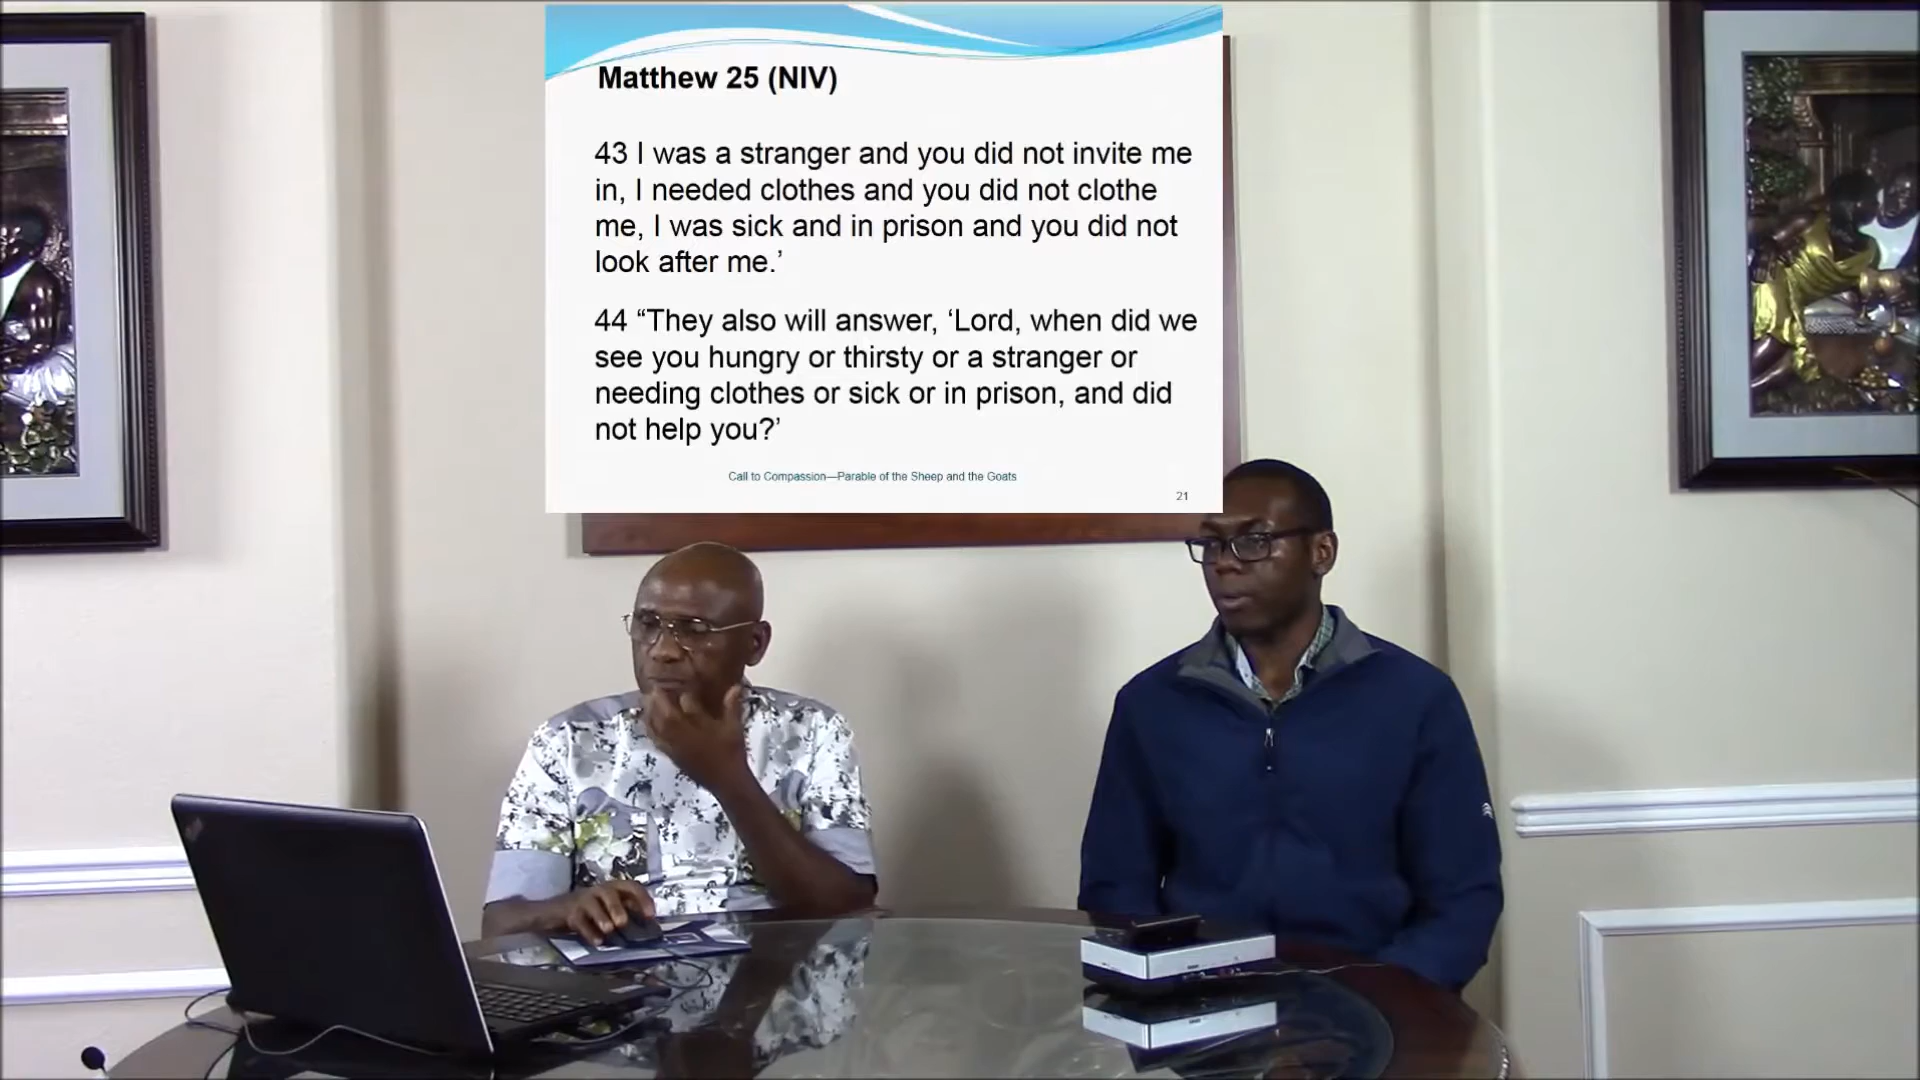 Matthew 25 (NIV)
43 I was a stranger and you did not invite me
in, I needed clothes and you did not clothe
me, I was sick and in prison and you did not
look after me.’
44 “They also will answer, ‘Lord, when did we
see you hungry or thirsty or a stranger or
needing clothes or sick or in prison, and did
not help you?’
Call to Compassion—Parable of the Sheep and the Goats
21